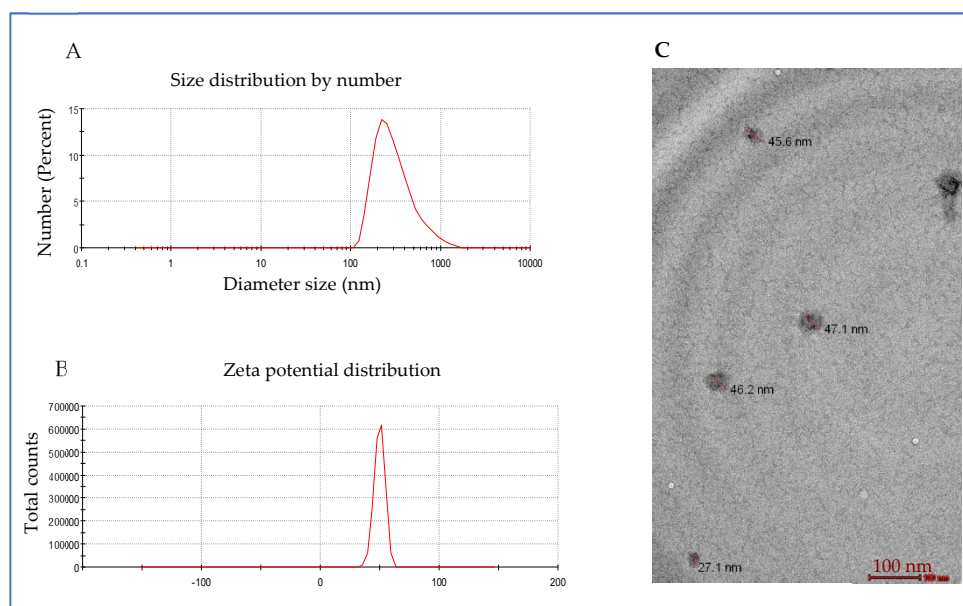 A
Size distribution by number
15
10
5
0
Number (Percent)
0.1 1 10 100 1000 10000
Diameter size (nm)
B
Zeta potential distribution
700000
600000
500000
400000
300000
200000
100000
0
Total counts
-100 0 100 200
C
45.6 nm
47.1 nm
46.2 nm
27.1 nm
100 nm
100 nm